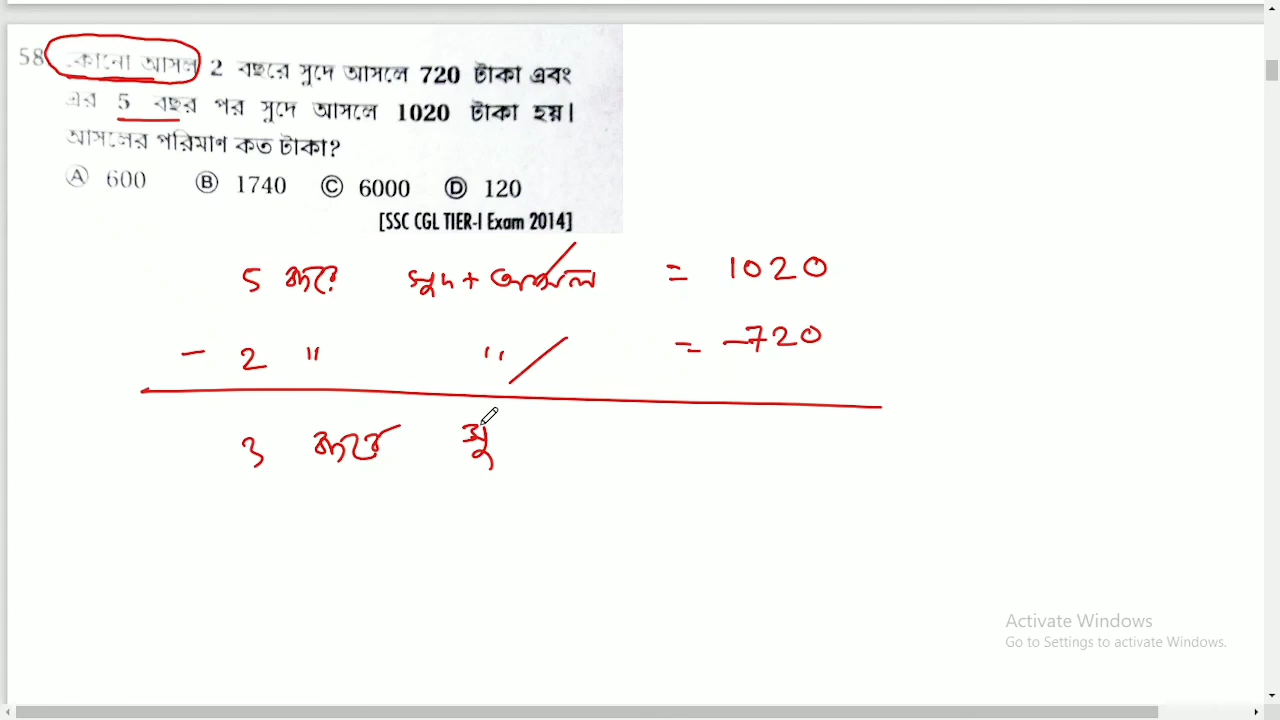 58 কোনো আসল 2 বছরে সুদে আসলে 720 টাকা এবং
এর 5 বছর পর সুদে আসলে 1020 টাকা হয়।
আসলের পরিমাণ কত টাকা?
Ⓐ 600 Ⓑ 1740 Ⓒ 6000 Ⓓ 120
[SSC CGL TIER-I Exam 2014]
5 বছরে সুদ + আসল = 1020
- 2 " " = -720
3 বছরে সু
Activate Windows
Go to Settings to activate Windows.